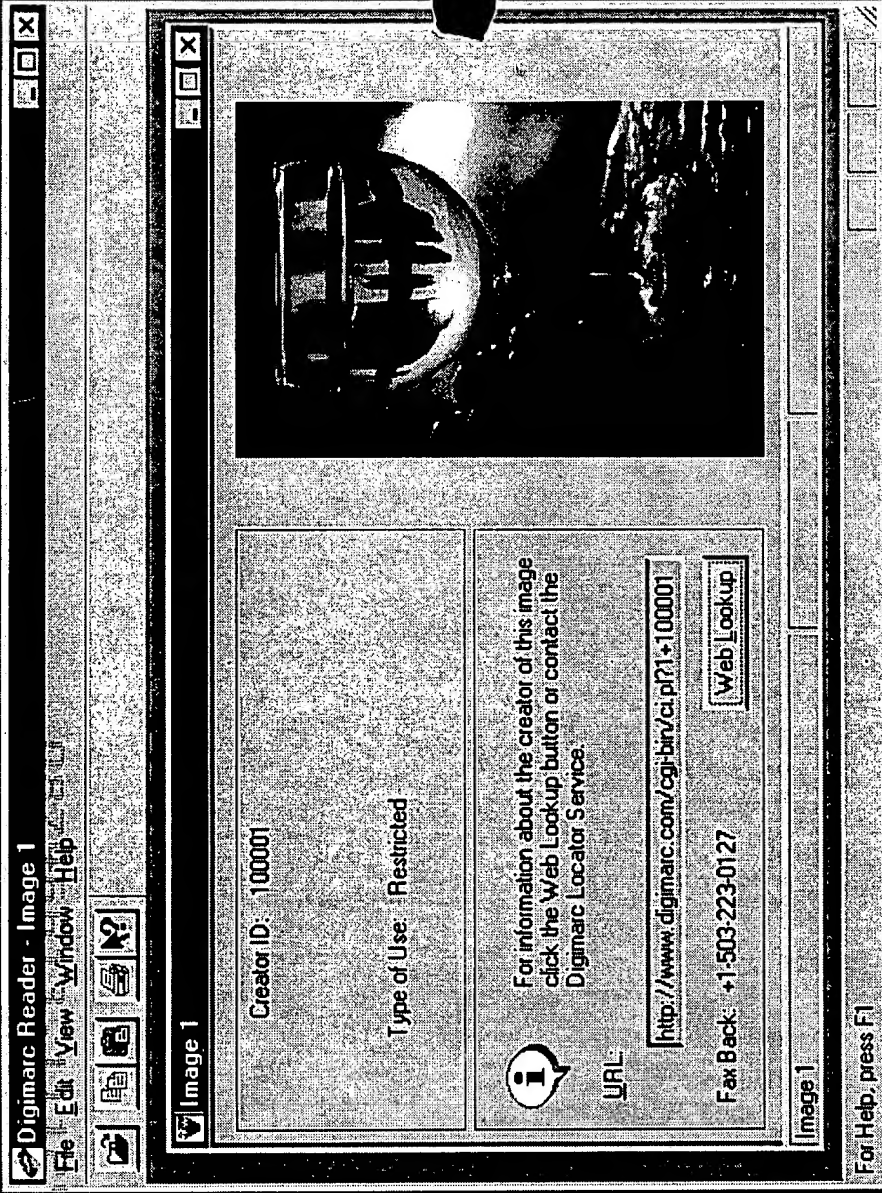 Digimarc Reader - Image 1
File Edit View Window Help
Image 1
Creator ID: 100001
Type of Use: Restricted
For information about the creator of this image
click the Web Lookup button or contact the
Digimarc Locator Service.
URL:
http://www.digimarc.com/cgi-bin/ci.pl?1+100001
Fax Back: +1-503-223-0127
Web Lookup
Image 1
For Help, press F1